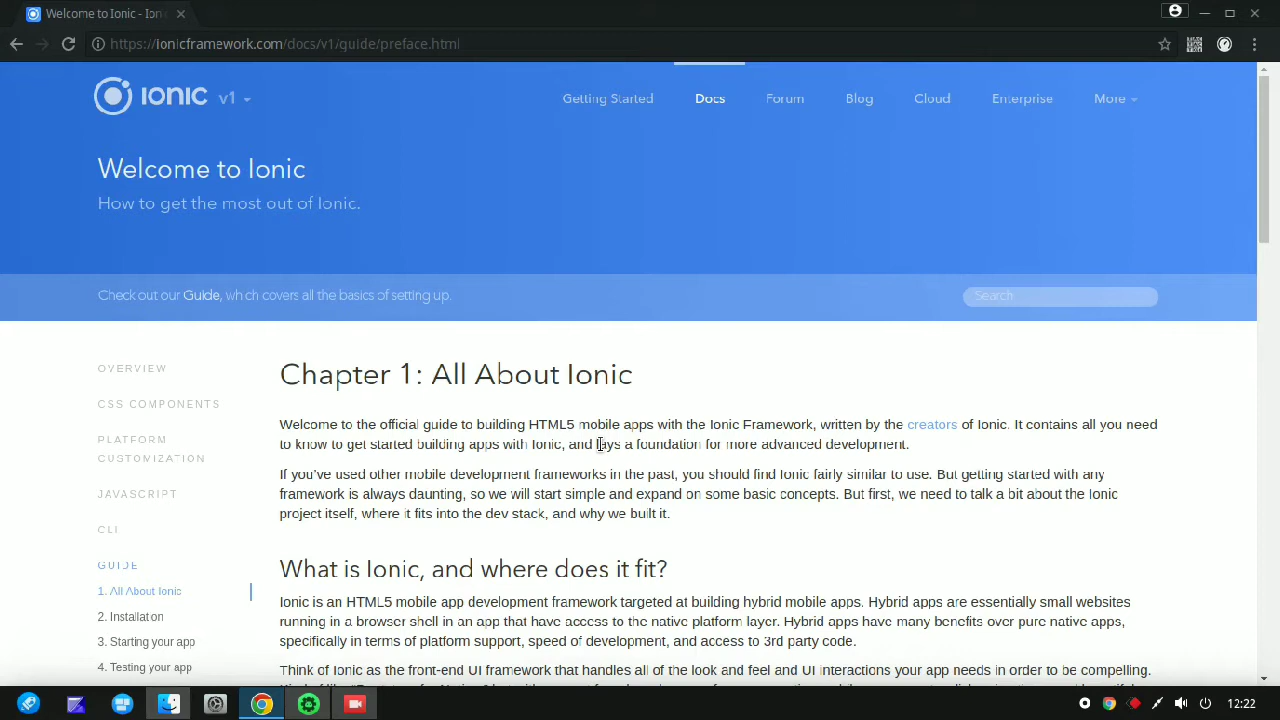 Welcome to Ionic - Ion
https://ionicframework.com/docs/v1/guide/preface.html
IONIC v1
Getting Started Docs Forum Blog Cloud Enterprise More
Welcome to Ionic
How to get the most out of Ionic.
Check out our Guide, which covers all the basics of setting up.
Search
OVERVIEW
CSS COMPONENTS
PLATFORM
CUSTOMIZATION
JAVASCRIPT
CLI
GUIDE
1. All About Ionic
2. Installation
3. Starting your app
4. Testing your app
Chapter 1: All About Ionic
Welcome to the official guide to building HTML5 mobile apps with the Ionic Framework, written by the creators of Ionic. It contains all you need
to know to get started building apps with Ionic, and lays a foundation for more advanced development.
If you've used other mobile development frameworks in the past, you should find Ionic fairly similar to use. But getting started with any
framework is always daunting, so we will start simple and expand on some basic concepts. But first, we need to talk a bit about the Ionic
project itself, where it fits into the dev stack, and why we built it.
What is Ionic, and where does it fit?
Ionic is an HTML5 mobile app development framework targeted at building hybrid mobile apps. Hybrid apps are essentially small websites
running in a browser shell in an app that have access to the native platform layer. Hybrid apps have many benefits over pure native apps,
specifically in terms of platform support, speed of development, and access to 3rd party code.
Think of Ionic as the front-end UI framework that handles all of the look and feel and UI interactions your app needs in order to be compelling.
12:22